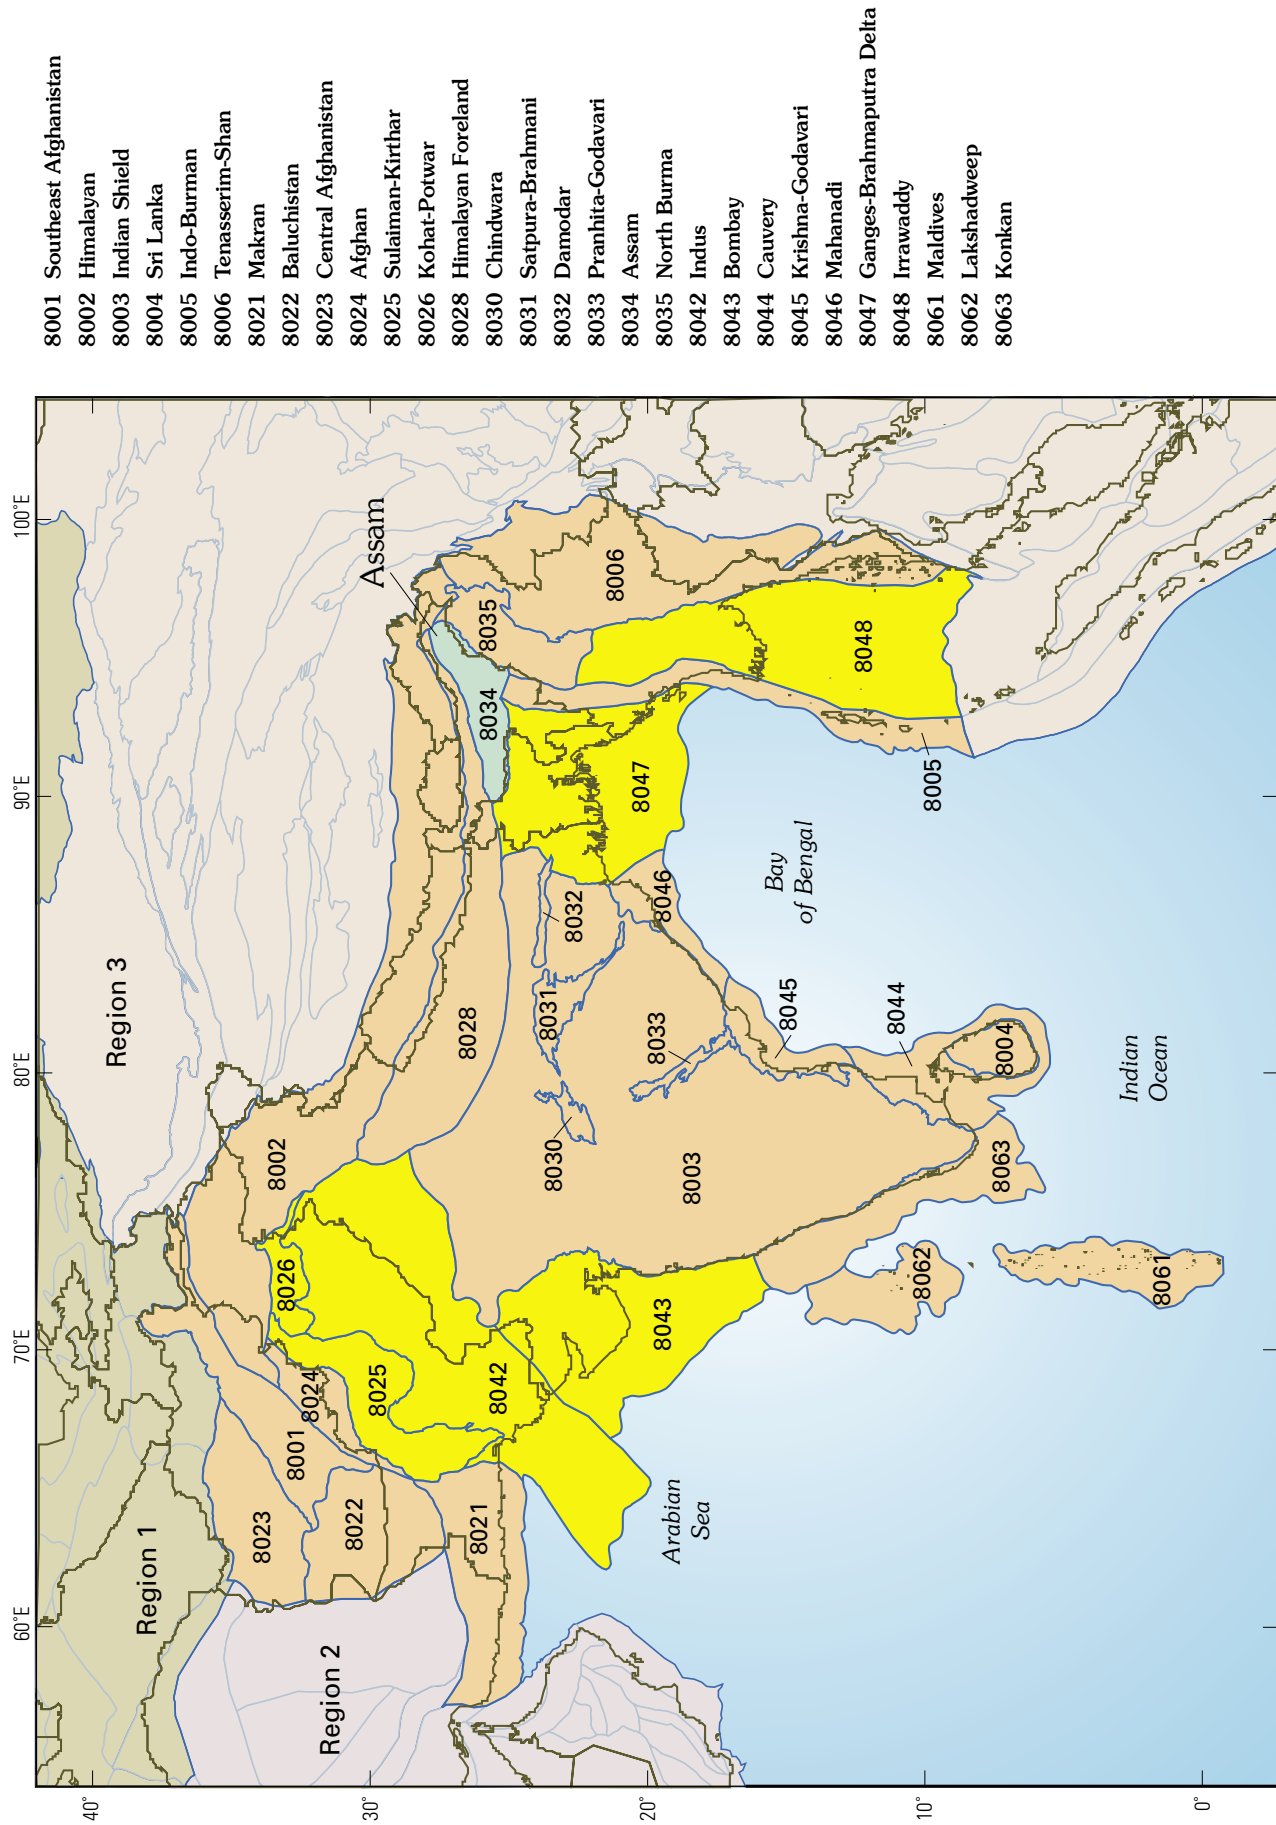 8001 Southeast Afghanistan
8002 Himalayan
8003 Indian Shield
8004 Sri Lanka
8005 Indo-Burman
8006 Tenasserim-Shan
8021 Makran
8022 Baluchistan
8023 Central Afghanistan
8024 Afghan
8025 Sulaiman-Kirthar
8026 Kohat-Potwar
8028 Himalayan Foreland
8030 Chindwara
8031 Satpura-Brahmani
8032 Damodar
8033 Pranhita-Godavari
8034 Assam
8035 North Burma
8042 Indus
8043 Bombay
8044 Cauvery
8045 Krishna-Godavari
8046 Mahanadi
8047 Ganges-Brahmaputra Delta
8048 Irrawaddy
8061 Maldives
8062 Lakshadweep
8063 Konkan
60°E
70°E
80°E
90°E
100°E
40°
30°
20°
10°
0°
Region 1
Region 2
Region 3
Assam
8023
8001
8024
8022
8021
8025
8026
8042
8002
8028
8034
8035
8006
8030
8031
8032
8047
8043
8003
8033
8046
8045
8044
8048
8005
8004
8063
8062
8061
Arabian
Sea
Bay
of Bengal
Indian
Ocean